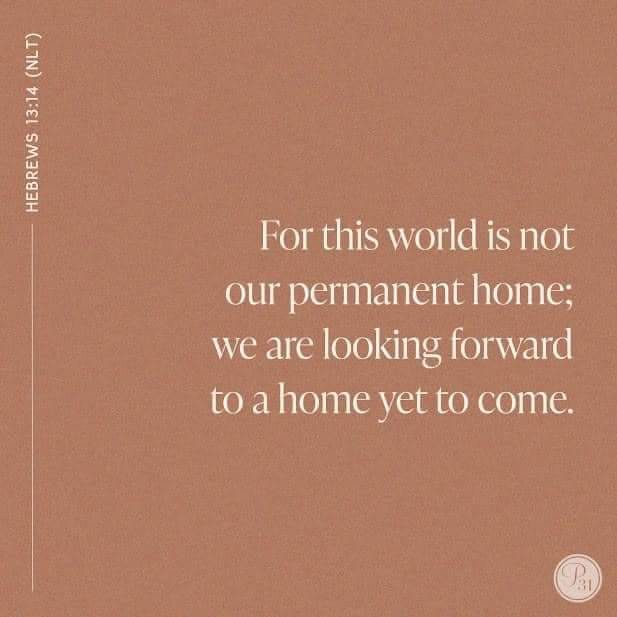 HEBREWS 13:14 (NLT)
For this world is not
our permanent home;
we are looking forward
to a home yet to come.
P31